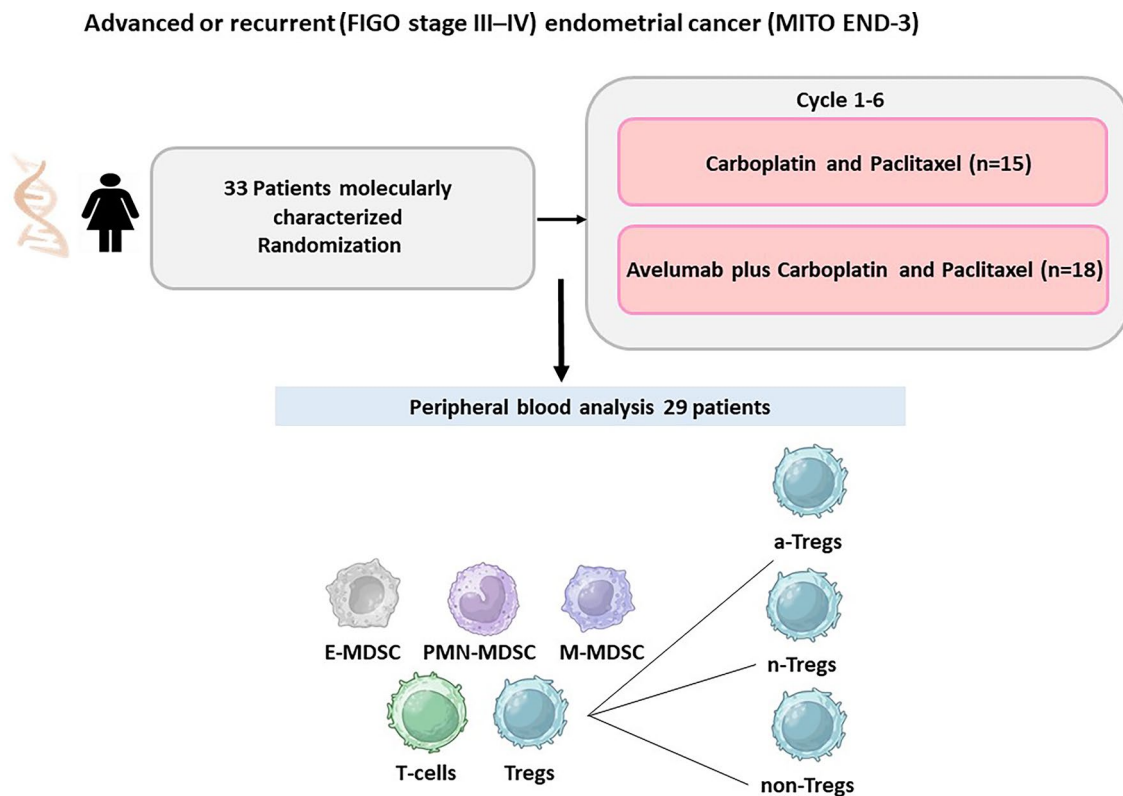 Advanced or recurrent (FIGO stage III–IV) endometrial cancer (MITO END-3)
33 Patients molecularly
characterized
Randomization
Cycle 1-6
Carboplatin and Paclitaxel (n=15)
Avelumab plus Carboplatin and Paclitaxel (n=18)
Peripheral blood analysis 29 patients
a-Tregs
E-MDSC
PMN-MDSC
M-MDSC
n-Tregs
T-cells
Tregs
non-Tregs